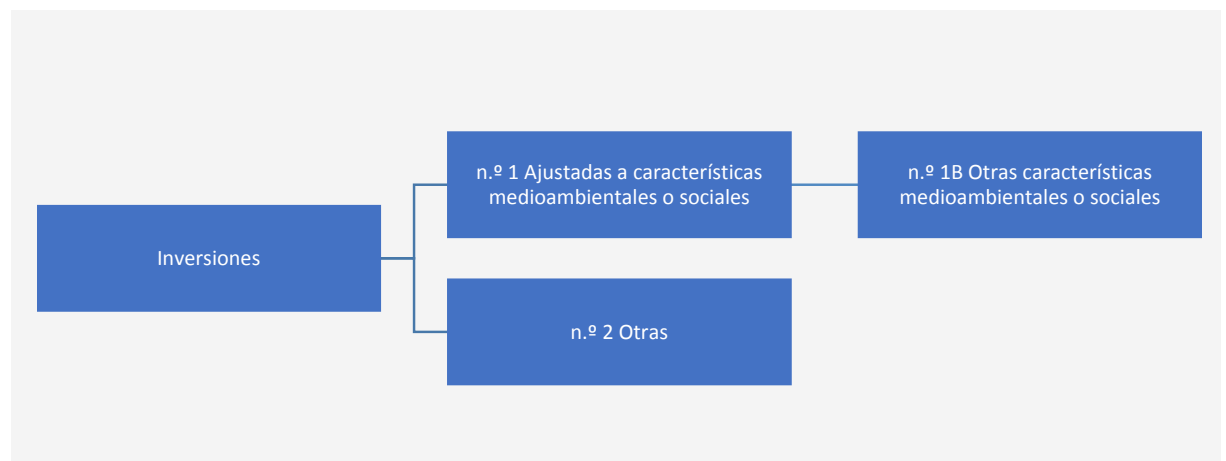 n.º 1 Ajustadas a características
medioambientales o sociales
n.º 1B Otras características
medioambientales o sociales
Inversiones
n.º 2 Otras